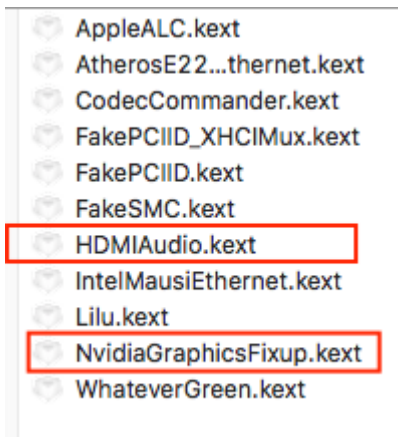 AppleALC.kext
AtherosE22...thernet.kext
CodecCommander.kext
FakePCIID_XHCIMux.kext
FakePCIID.kext
FakeSMC.kext
HDMIAudio.kext
IntelMausiEthernet.kext
Lilu.kext
NvidiaGraphicsFixup.kext
WhateverGreen.kext